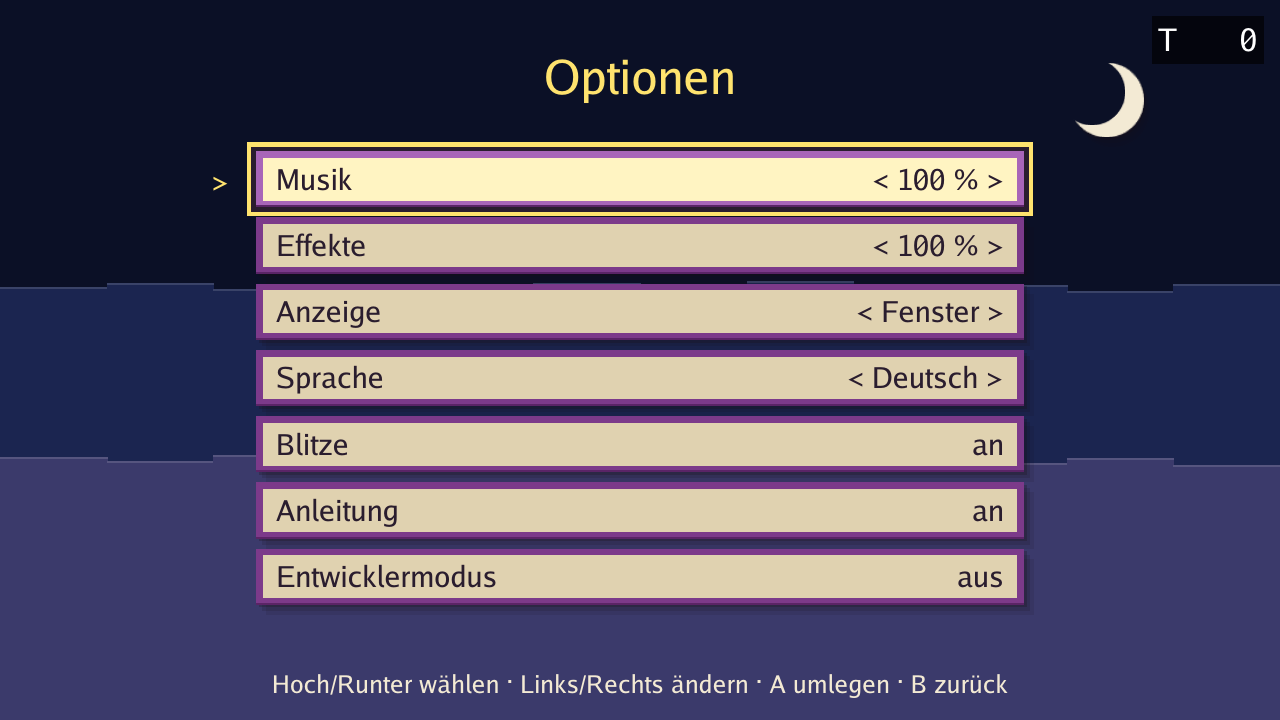 T 0
Optionen
> Musik < 100 % >
Effekte < 100 % >
Anzeige < Fenster >
Sprache < Deutsch >
Blitze an
Anleitung an
Entwicklermodus aus
Hoch/Runter wählen · Links/Rechts ändern · A umlegen · B zurück